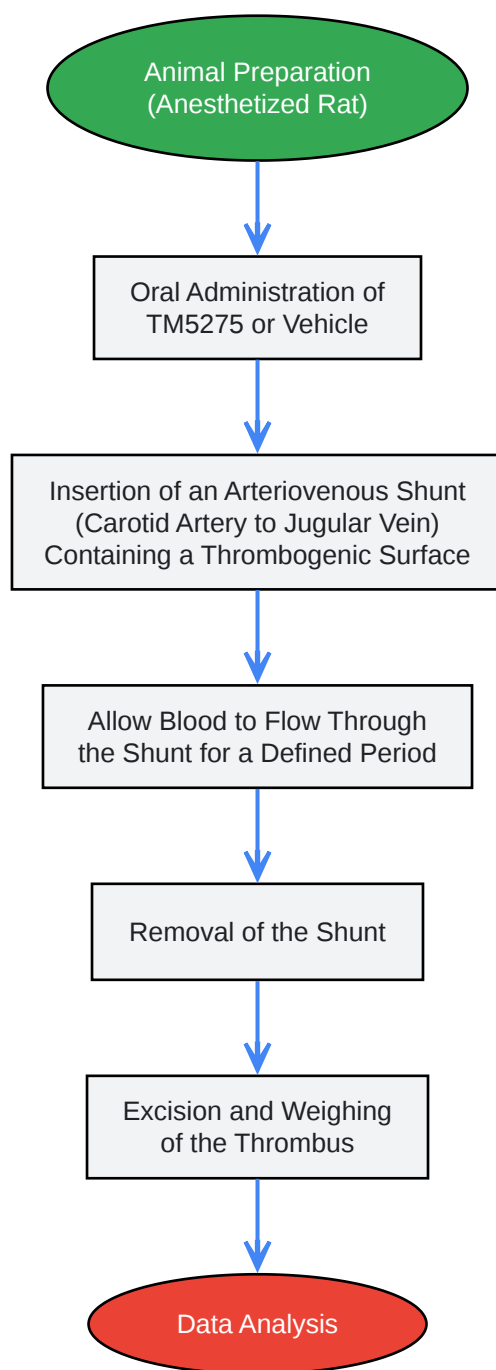 Animal Preparation
(Anesthetized Rat)
Oral Administration of
TM5275 or Vehicle
Insertion of an Arteriovenous Shunt
(Carotid Artery to Jugular Vein)
Containing a Thrombogenic Surface
Allow Blood to Flow Through
the Shunt for a Defined Period
Removal of the Shunt
Excision and Weighing
of the Thrombus
Data Analysis